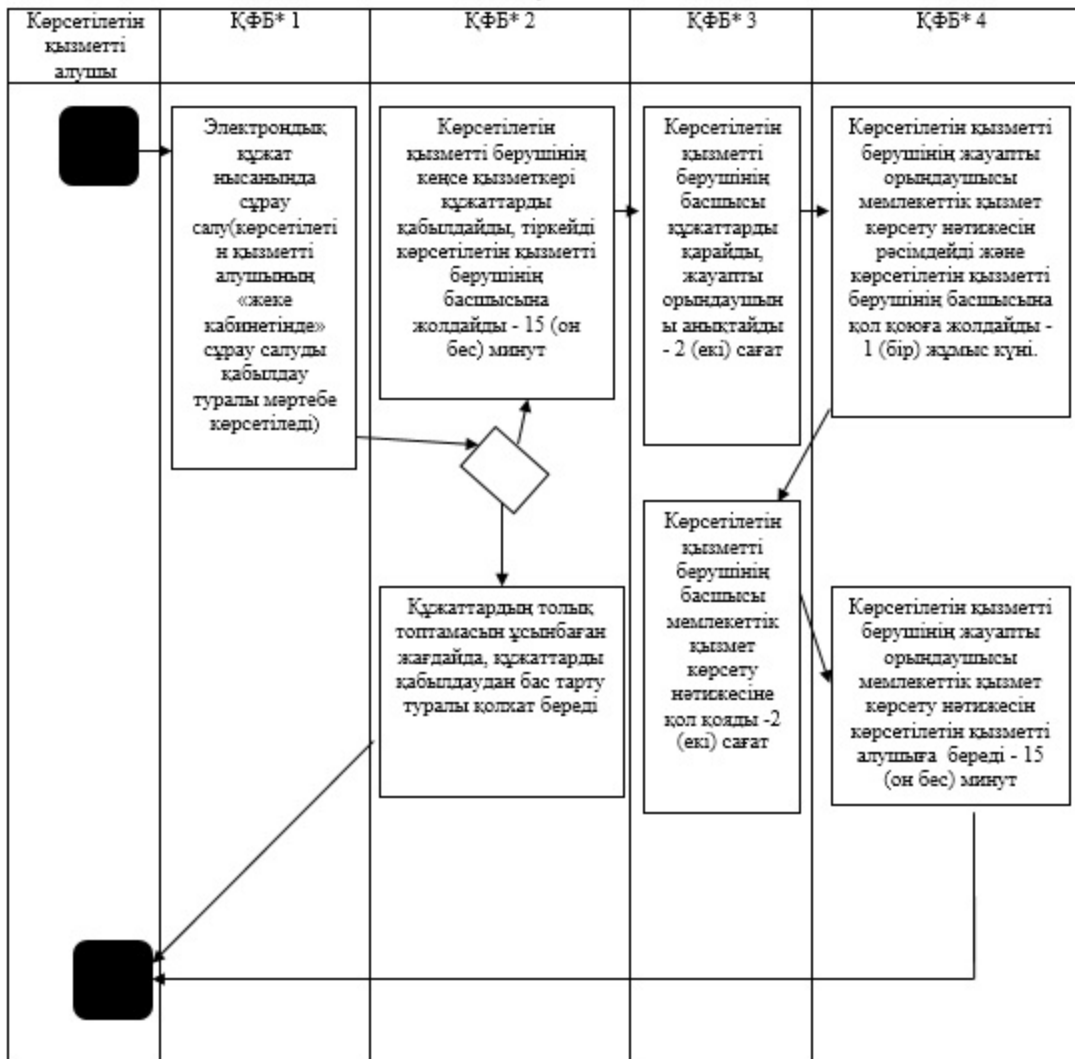 Көрсетілетін
қызметті
алушы
ҚФБ* 1
ҚФБ* 2
ҚФБ* 3
ҚФБ* 4
Электрондық
құжат
нысанында
сұрау
салу(көрсетілеті
н қызметті
алушының
«жеке
кабинетінде»
сұрау салуды
қабылдау
туралы мәртебе
көрсетіледі)
Көрсетілетін
қызметті берушінің
кеңсе қызметкері
құжаттарды
қабылдайды, тіркейді
көрсетілетін қызметті
берушінің
басшысына
жолдайды - 15 (он
бес) минут
Көрсетілетін
қызметті
берушінің
басшысы
құжаттарды
қарайды,
жауапты
орындаушын
ы анықтайды
- 2 (екі) сағат
Көрсетілетін қызметті
берушінің жауапты
орындаушысы
мемлекеттік қызмет
көрсету нәтижесін
рәсімдейді және
көрсетілетін қызметті
берушінің басшысына
қол қоюға жолдайды -
1 (бір) жұмыс күні.
Құжаттардың толық
топтамасын ұсынбаған
жағдайда, құжаттарды
қабылдаудан бас тарту
туралы қолхат береді
Көрсетілетін
қызметті
берушінің
басшысы
мемлекеттік
қызмет
көрсету
нәтижесіне
қол қояды -2
(екі) сағат
Көрсетілетін қызметті
берушінің жауапты
орындаушысы
мемлекеттік қызмет
көрсету нәтижесін
көрсетілетін қызметті
алушыға береді - 15
(он бес) минут